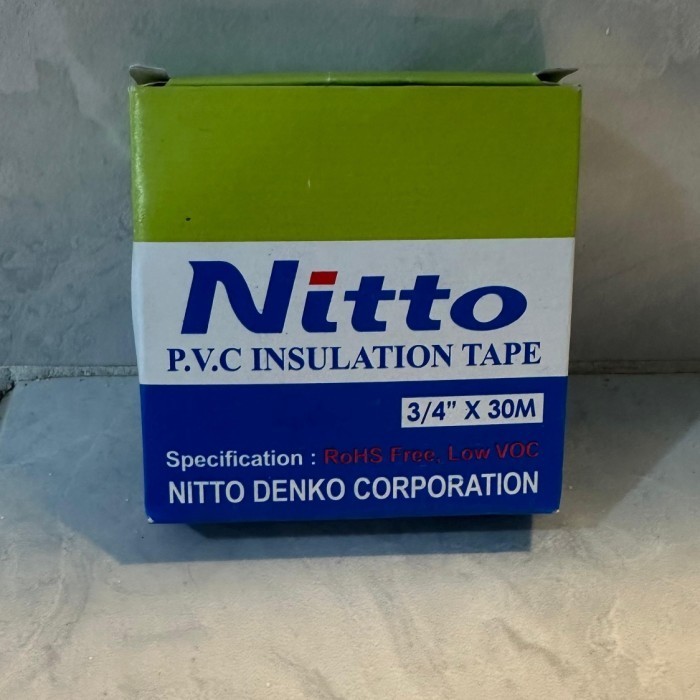 Nitto
P.V.C INSULATION TAPE
3/4" X 30M
Specification : RoHS Free, Low VOC
NITTO DENKO CORPORATION